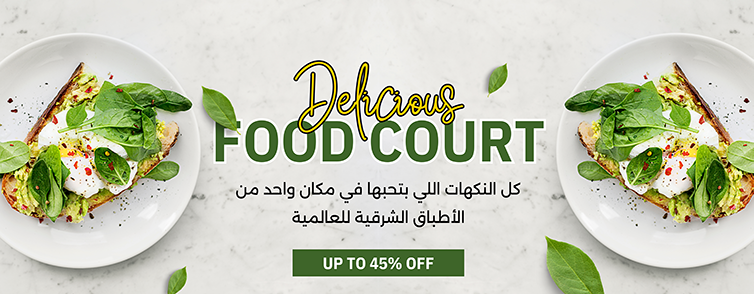 Delicious
FOOD COURT
كل النكهات اللي بتحبها في مكان واحد من
الأطباق الشرقية للعالمية
UP TO 45% OFF